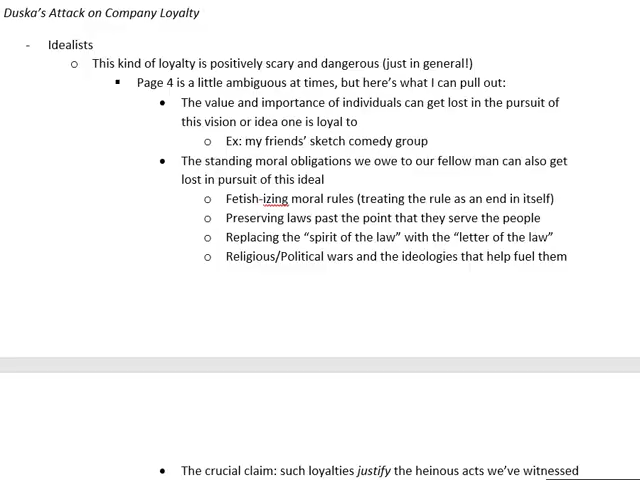 Duska's Attack on Company Loyalty
- Idealists
o This kind of loyalty is positively scary and dangerous (just in general!)
▪ Page 4 is a little ambiguous at times, but here's what I can pull out:
• The value and importance of individuals can get lost in the pursuit of
this vision or idea one is loyal to
o Ex: my friends' sketch comedy group
• The standing moral obligations we owe to our fellow man can also get
lost in pursuit of this ideal
o Fetish-izing moral rules (treating the rule as an end in itself)
o Preserving laws past the point that they serve the people
o Replacing the “spirit of the law” with the “letter of the law”
o Religious/Political wars and the ideologies that help fuel them
• The crucial claim: such loyalties justify the heinous acts we've witnessed